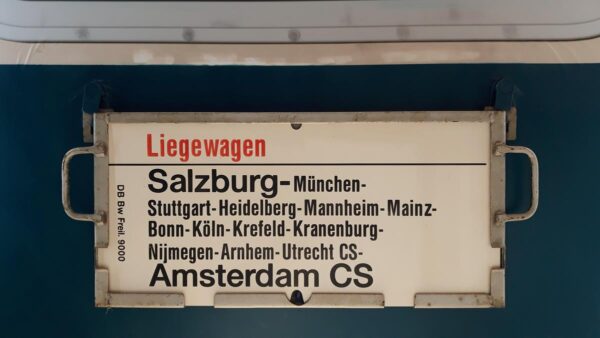 Liegewagen
Salzburg-München-
Stuttgart-Heidelberg-Mannheim-Mainz-
Bonn-Köln-Krefeld-Kranenburg-
Nijmegen-Arnhem-Utrecht CS-
Amsterdam CS
DB Bw Freil. 9000